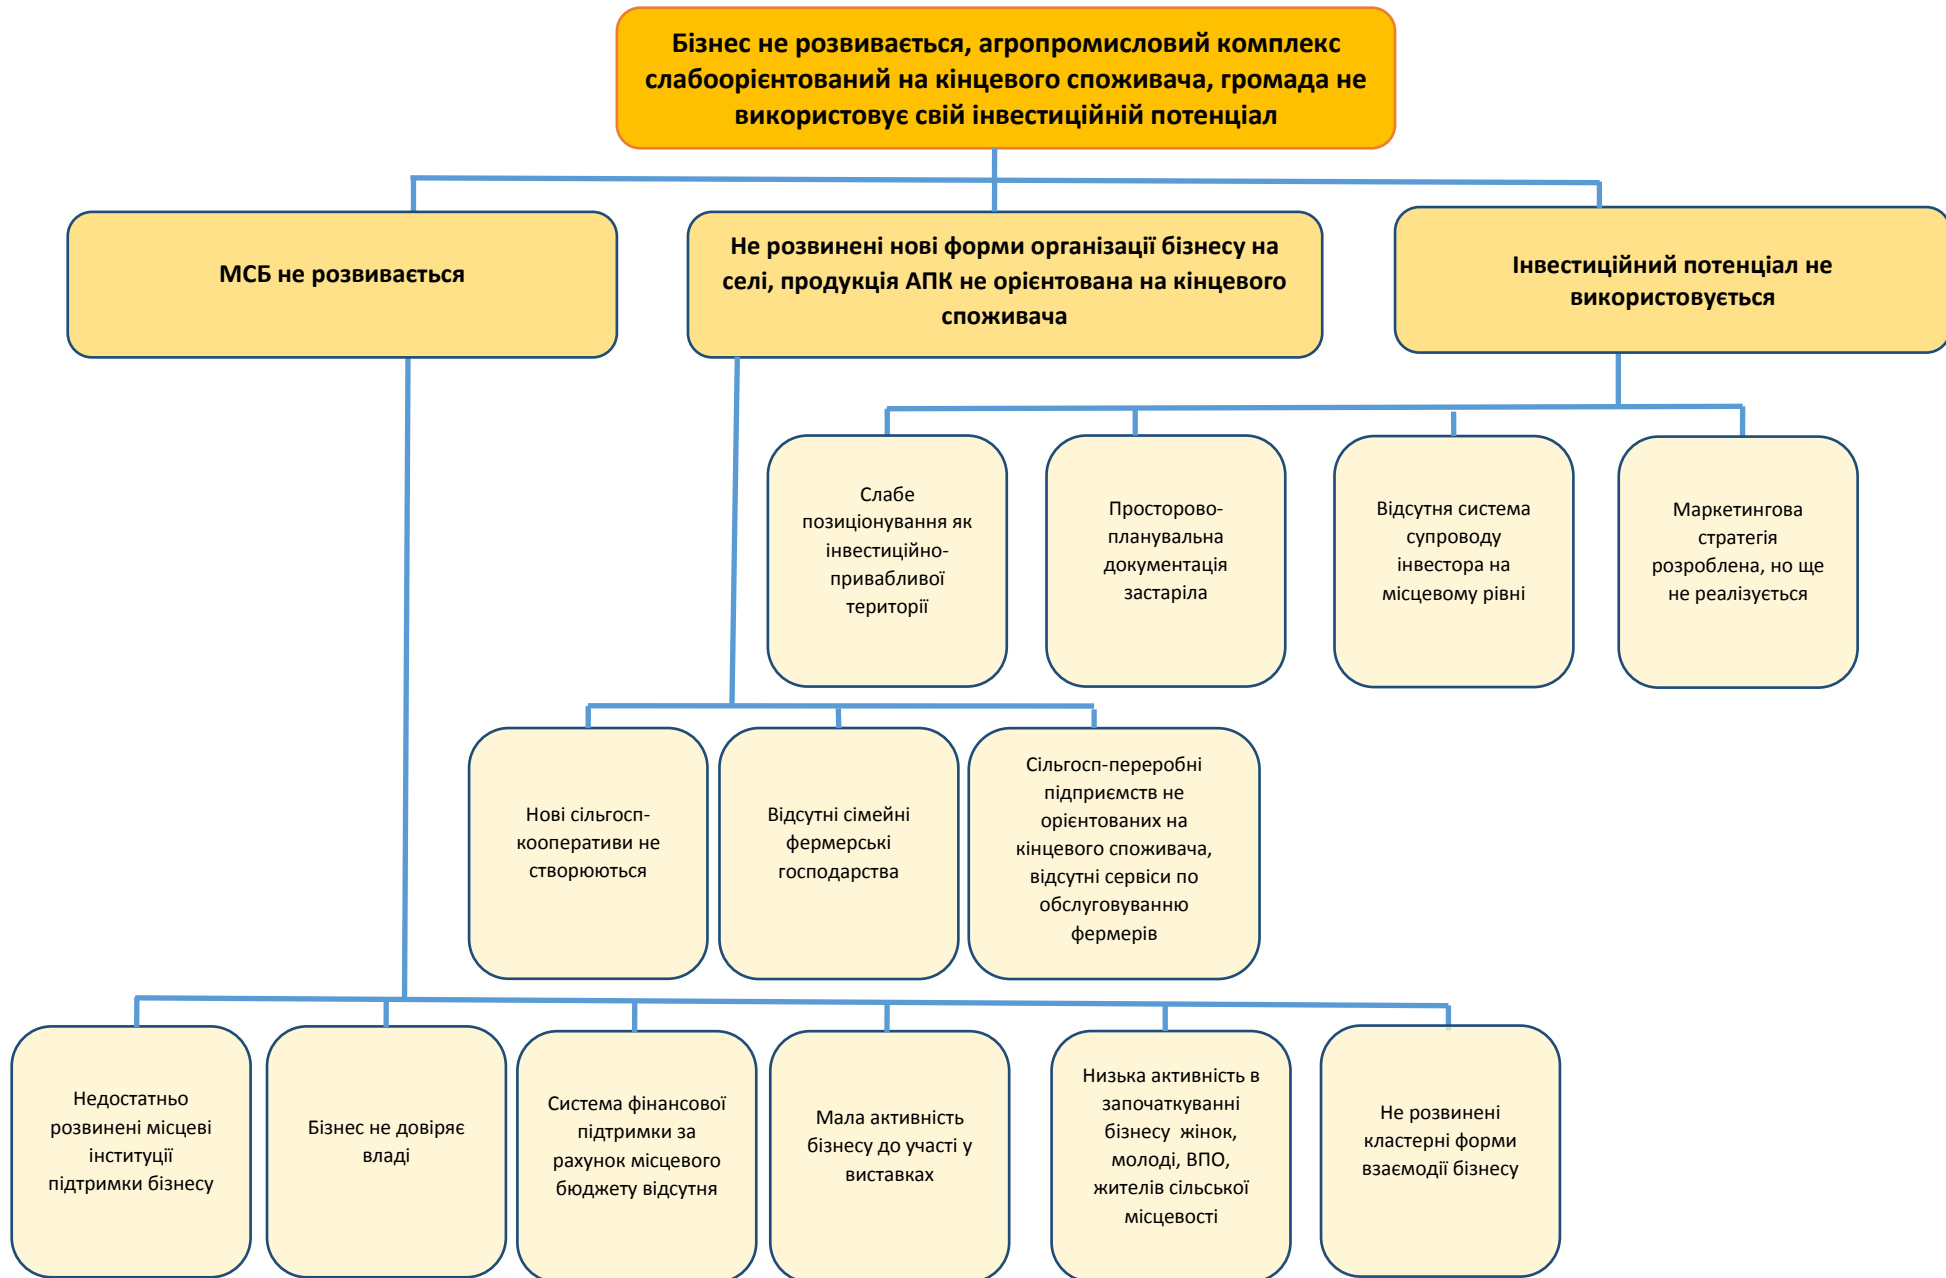 Бізнес не розвивається, агропромисловий комплекс
слабоорієнтований на кінцевого споживача, громада не
використовує свій інвестиційній потенціал
МСБ не розвивається
Не розвинені нові форми організації бізнесу на
селі, продукція АПК не орієнтована на кінцевого
споживача
Інвестиційний потенціал не
використовується
Слабе
позиціонування як
інвестиційно-
привабливої
території
Просторово-
планувальна
документація
застаріла
Відсутня система
супроводу
інвестора на
місцевому рівні
Маркетингова
стратегія
розроблена, но ще
не реалізується
Нові сільгосп-
кооперативи не
створюються
Відсутні сімейні
фермерські
господарства
Сільгосп-переробні
підприємств не
орієнтованих на
кінцевого споживача,
відсутні сервіси по
обслуговуванню
фермерів
Недостатньо
розвинені місцеві
інституції
підтримки бізнесу
Бізнес не довіряє
владі
Система фінансової
підтримки за
рахунок місцевого
бюджету відсутня
Мала активність
бізнесу до участі у
виставках
Низька активність в
започаткуванні
бізнесу  жінок,
молоді, ВПО,
жителів сільської
місцевості
Не розвинені
кластерні форми
взаємодії бізнесу